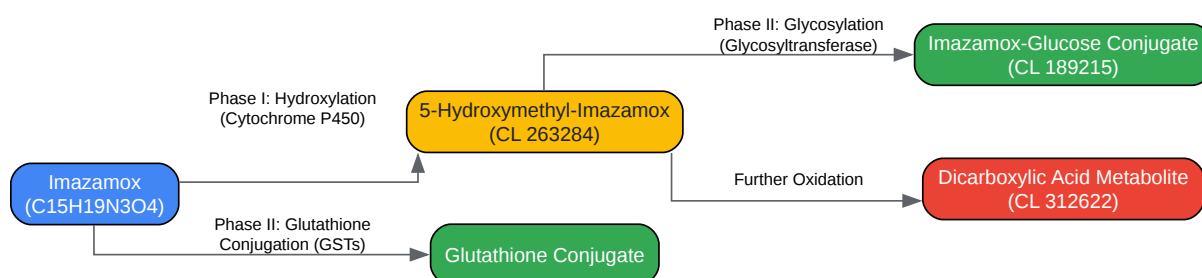 Phase II: Glycosylation
(Glycosyltransferase)
Imazamox-Glucose Conjugate
(CL 189215)
Phase I: Hydroxylation
(Cytochrome P450)
5-Hydroxymethyl-Imazamox
(CL 263284)
Imazamox
(C15H19N3O4)
Further Oxidation
Dicarboxylic Acid Metabolite
(CL 312622)
Phase II: Glutathione
Conjugation (GSTs)
Glutathione Conjugate